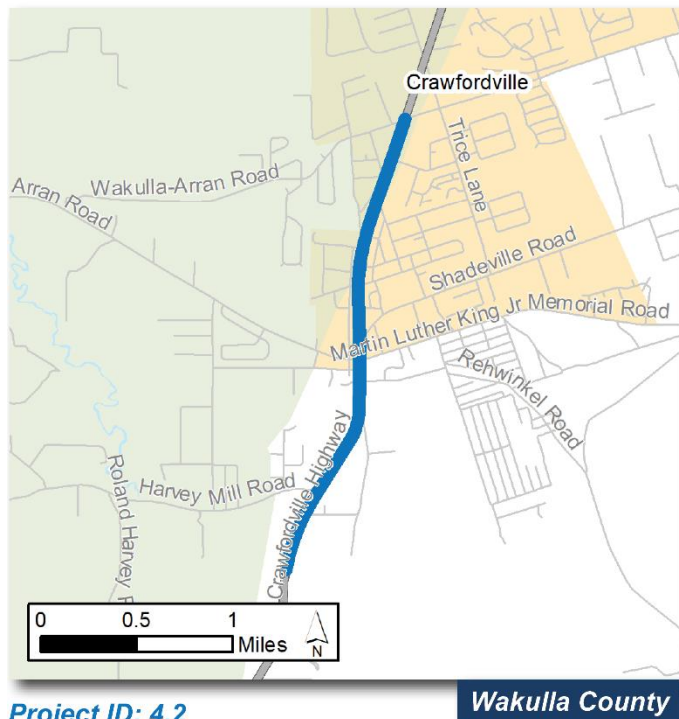 Crawfordville
Trice Lane
Wakulla-Arran Road
Arran Road
Shadeville Road
Martin Luther King Jr Memorial Road
Rehwinkel Road
Crawfordville Highway
Harvey Mill Road
Roland Harvey
0 0.5 1
Miles
N
Wakulla County
Project ID: 4.2